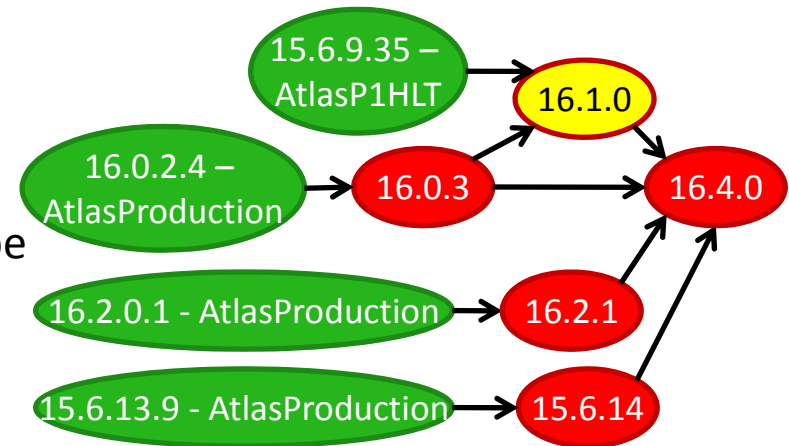 15.6.9.35 –
AtlasP1HLT
16.1.0
16.0.2.4 –
AtlasProduction
16.0.3
16.4.0
16.2.0.1 - AtlasProduction
16.2.1
15.6.13.9 - AtlasProduction
15.6.14